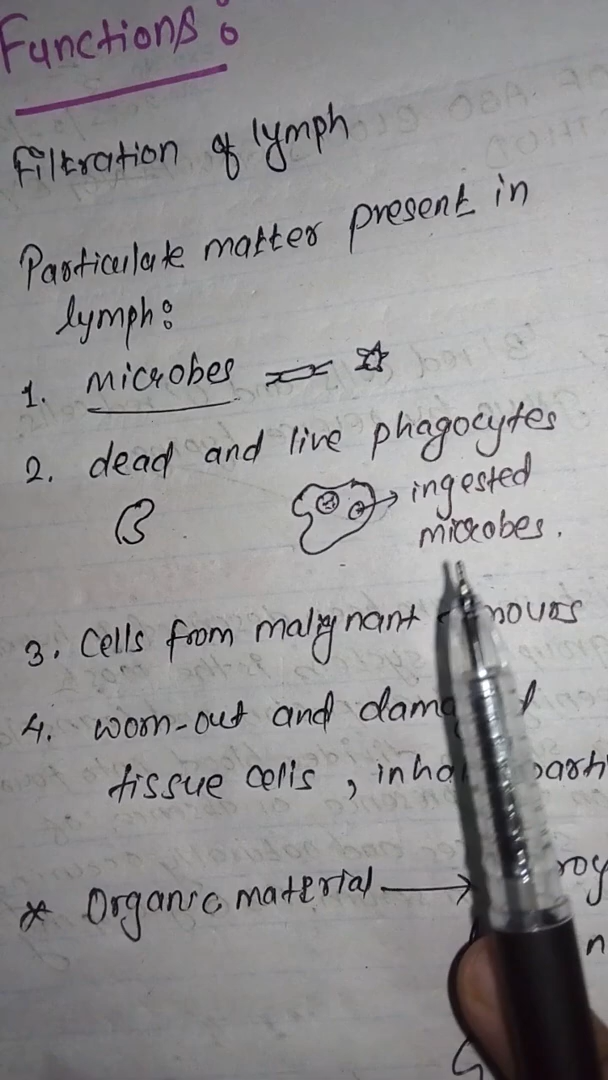 Functions:
Filtration of lymph
Particulate matter present in
lymph:
1. microbes
2. dead and live phagocytes
ingested
microbes.
3. Cells from malignant
4. worn-out and
tissue cells,
* Organic material →